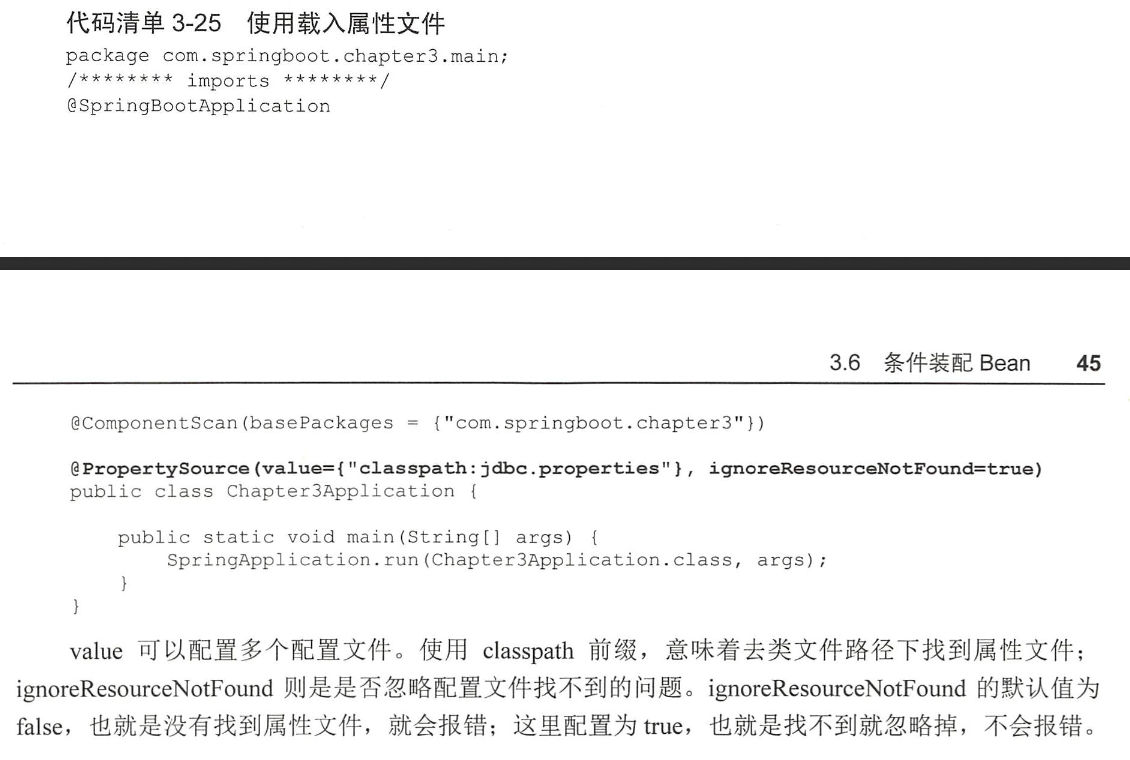 代码清单 3-25 使用载入属性文件
package com.springboot.chapter3.main;
/******** imports ********/
@SpringBootApplication
3.6 条件装配 Bean 45
@ComponentScan(basePackages = {"com.springboot.chapter3"})
@PropertySource(value={"classpath:jdbc.properties"}, ignoreResourceNotFound=true)
public class Chapter3Application {
public static void main(String[] args) {
SpringApplication.run(Chapter3Application.class, args);
}
}
value 可以配置多个配置文件。使用 classpath 前缀，意味着去类文件路径下找到属性文件；
ignoreResourceNotFound 则是是否忽略配置文件找不到的问题。ignoreResourceNotFound 的默认值为
false，也就是没有找到属性文件，就会报错；这里配置为 true，也就是找不到就忽略掉，不会报错。